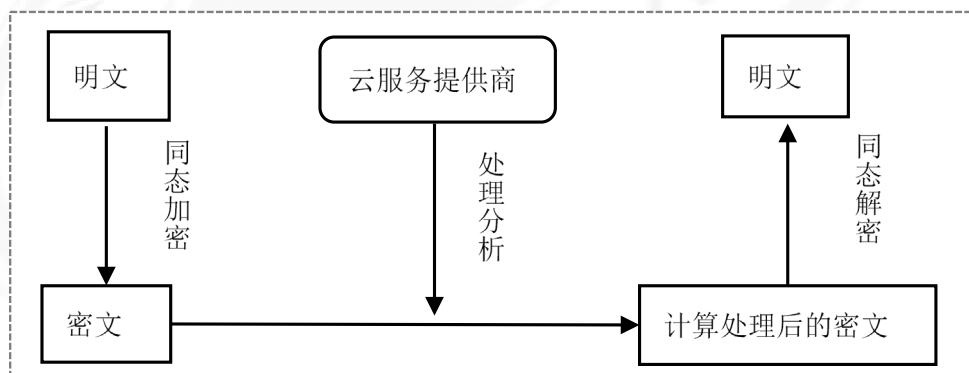 明文
云服务提供商
明文
同态加密
处理分析
同态解密
密文
计算处理后的密文